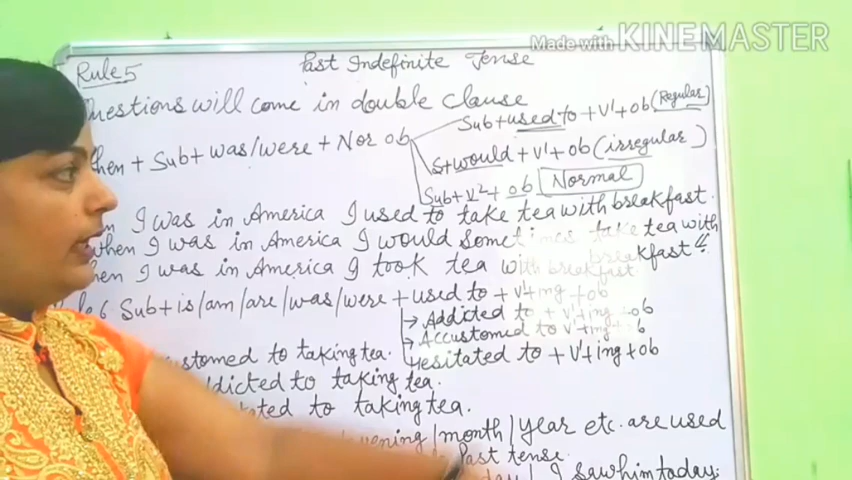 Made with KINEMASTER
Rule 5 Past Indefinite Tense
Questions will come in double clause
Sub + used to + V¹ + ob (Regular)
hen + Sub + was/were + N or ob
S + would + V¹ + ob (irregular)
Sub + V² + ob Normal
n I was in America I used to take tea with breakfast.
when I was in America I would sometimes take tea with breakfast
hen I was in America I took tea with breakfast.
6 Sub + is/am/are/was/were + used to + V¹ + ing + ob
→ Addicted to + V¹ + ing + ob
→ Accustomed to V¹ + ing + b
Hesitated to + V¹ + ing + ob
customed to taking tea.
ddicted to taking tea.
tated to taking tea.
evening / month / year etc. are used
Past tense.
day / I saw him today.